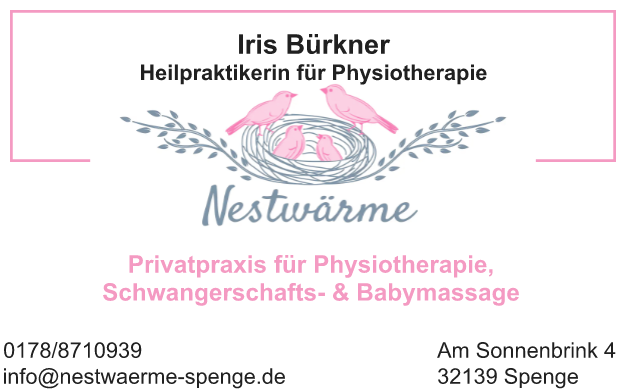 Iris Bürkner
Heilpraktikerin für Physiotherapie
Nestwärme
Privatpraxis für Physiotherapie,
Schwangerschafts- & Babymassage
0178/8710939
info@nestwaerme-spenge.de
Am Sonnenbrink 4
32139 Spenge